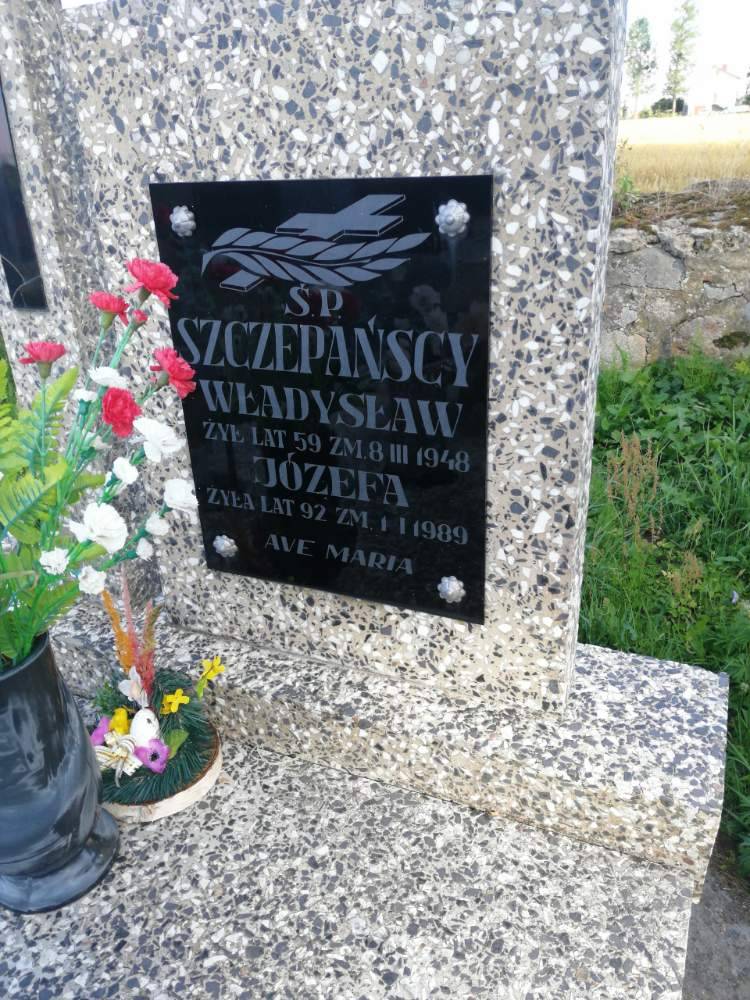 Ś.P.
SZCZEPAŃSCY
WŁADYSŁAW
ŻYŁ LAT 59 ZM. 8 III 1948
JÓZEFA
ŻYŁA LAT 92 ZM. 1 I 1989
AVE MARIA